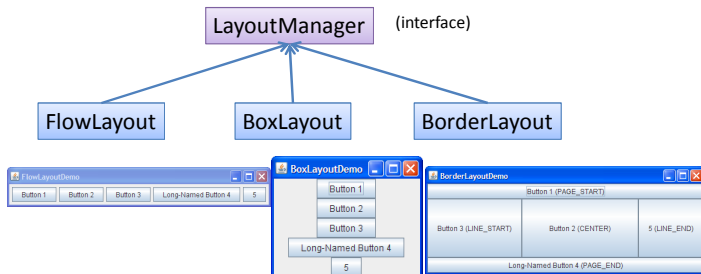 LayoutManager (interface)
FlowLayout BoxLayout BorderLayout
FlowLayoutDemo
Button 1 Button 2 Button 3 Long-Named Button 4 5
BoxLayoutDemo
Button 1
Button 2
Button 3
Long-Named Button 4
5
BorderLayoutDemo
Button 1 (PAGE_START)
Button 3 (LINE_START) Button 2 (CENTER) 5 (LINE_END)
Long-Named Button 4 (PAGE_END)